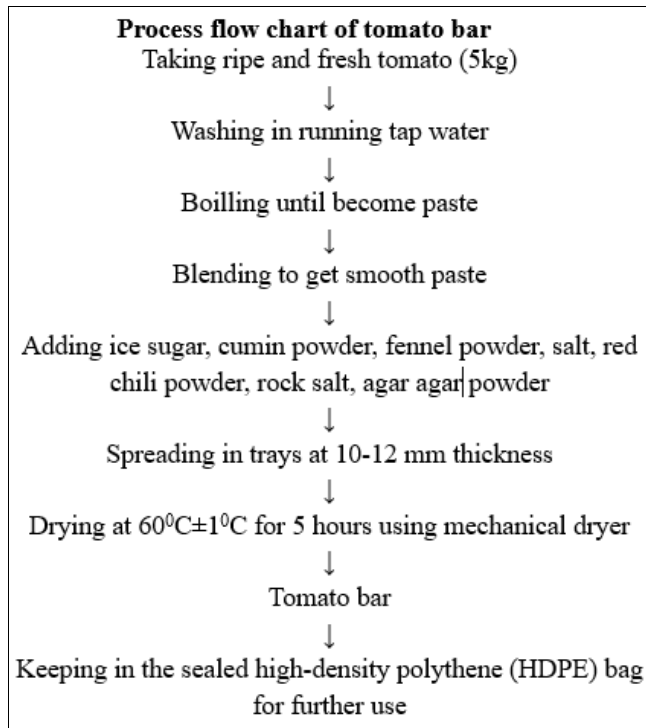 Process flow chart of tomato bar
Taking ripe and fresh tomato (5kg)
↓
Washing in running tap water
↓
Boilling until become paste
↓
Blending to get smooth paste
↓
Adding ice sugar, cumin powder, fennel powder, salt, red
chili powder, rock salt, agar agar powder
↓
Spreading in trays at 10-12 mm thickness
↓
Drying at 60⁰C±1⁰C for 5 hours using mechanical dryer
↓
Tomato bar
↓
Keeping in the sealed high-density polythene (HDPE) bag
for further use